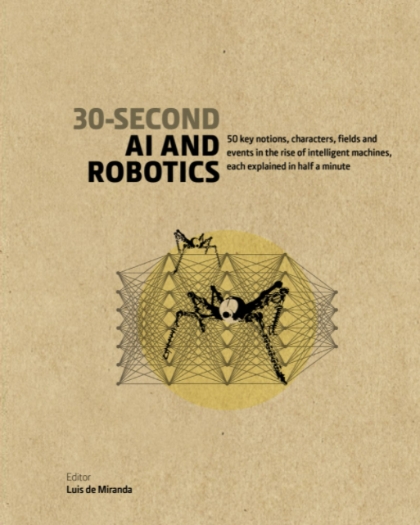 30-SECOND
AI AND
ROBOTICS
50 key notions, characters, fields and
events in the rise of intelligent machines,
each explained in half a minute
Editor
Luis de Miranda